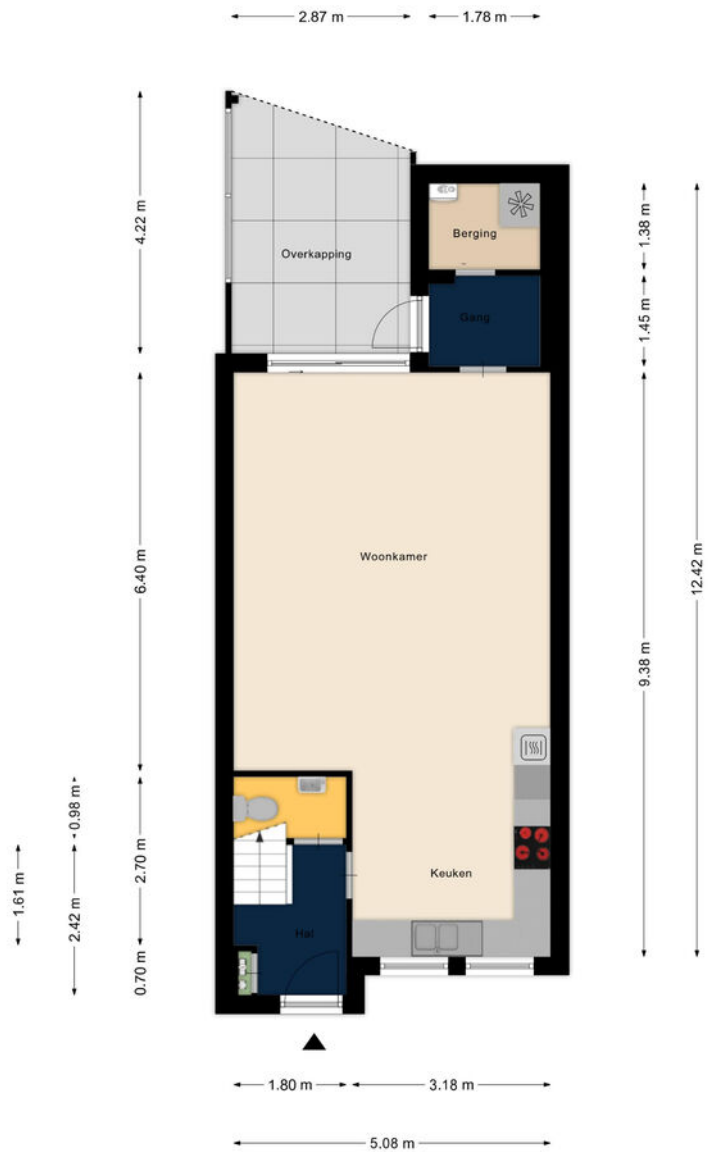 2.87 m
1.78 m
4.22 m
1.38 m
Berging
Overkapping
1.45 m
Gang
6.40 m
Woonkamer
12.42 m
9.38 m
0.98 m
2.70 m
1.61 m
2.42 m
Keuken
Hal
0.70 m
1.80 m
3.18 m
5.08 m